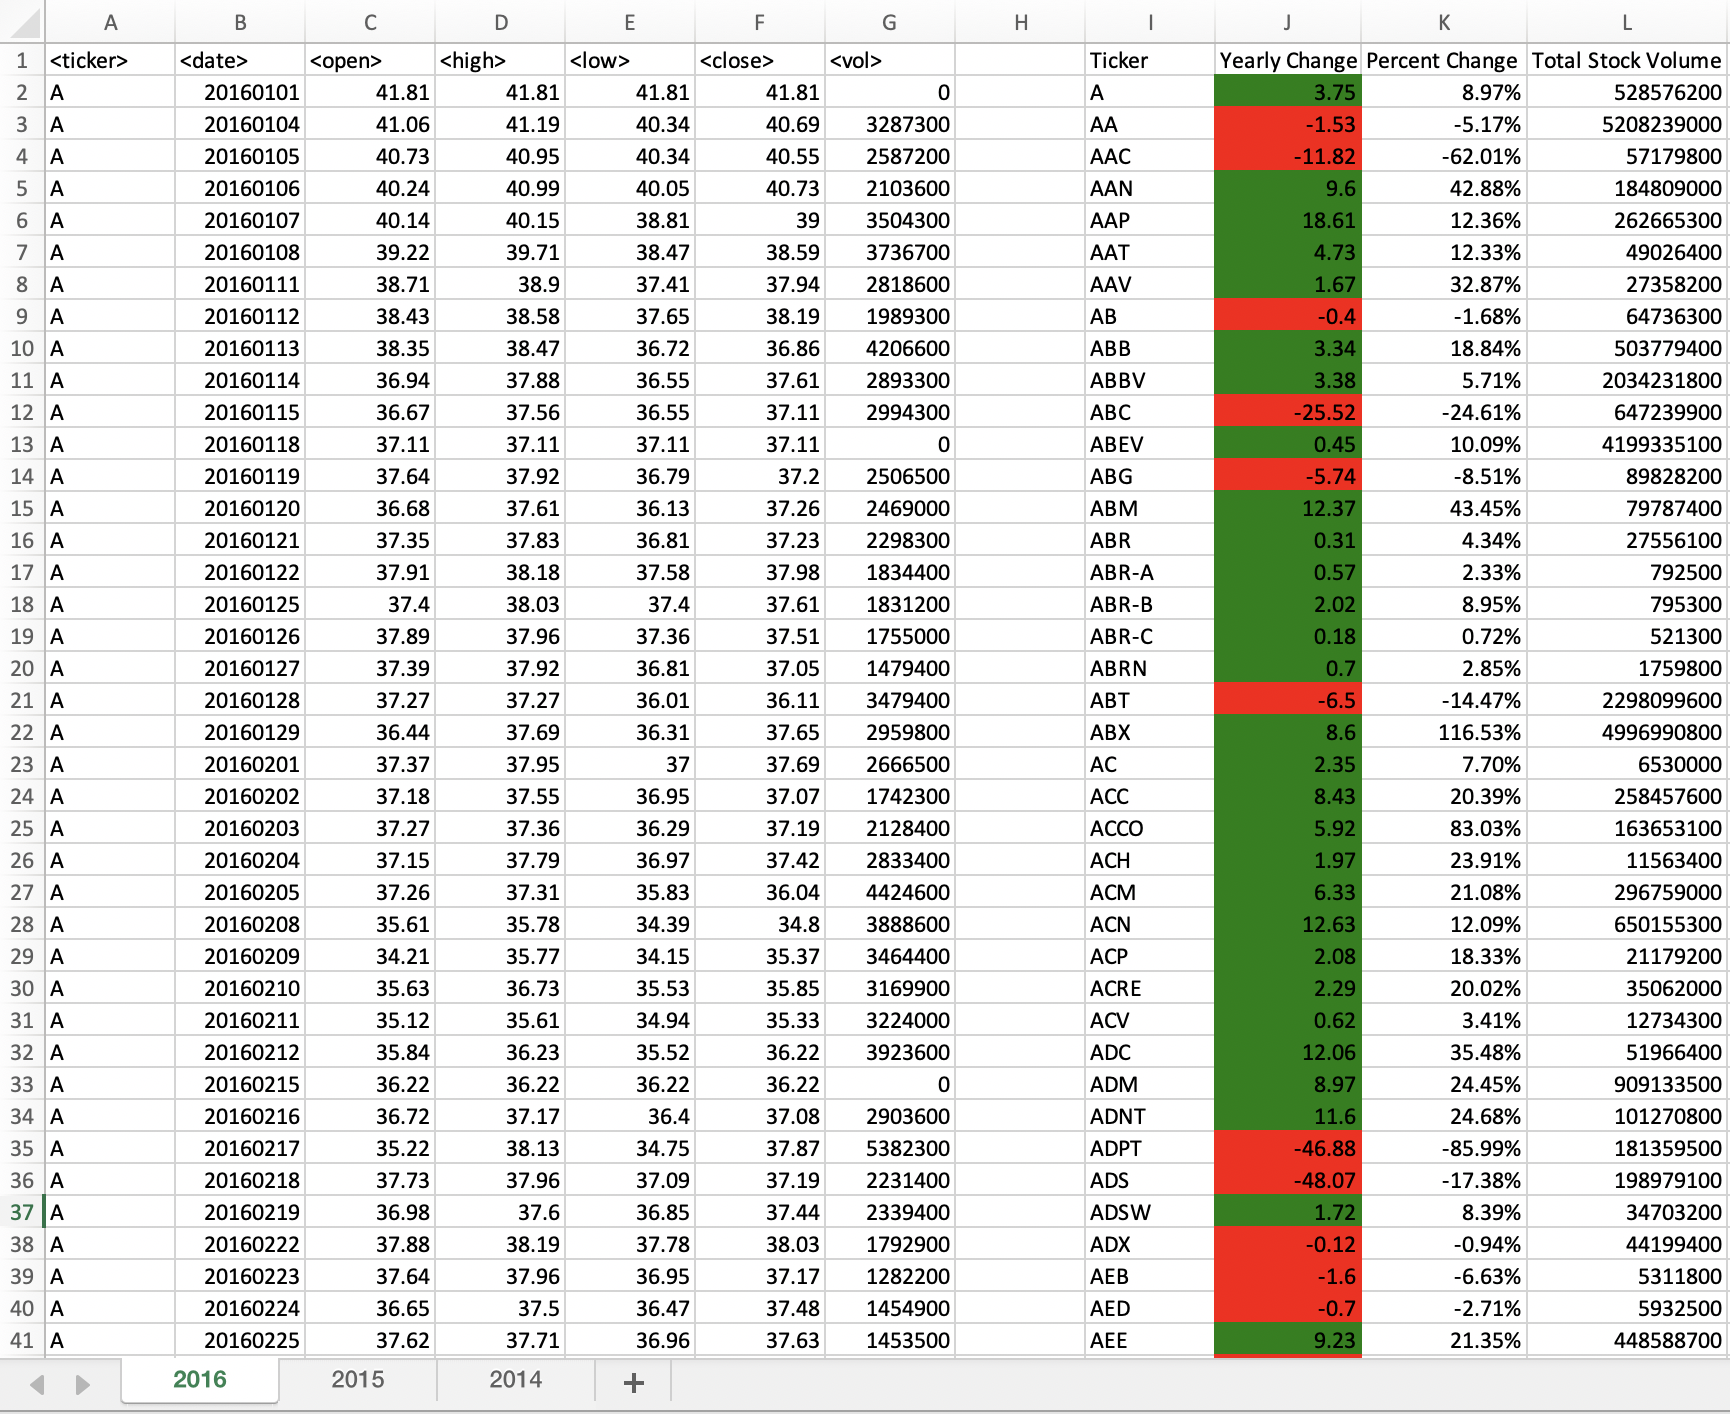 A B C D E F G H I J K L
1 <ticker> <date> <open> <high> <low> <close> <vol> Ticker Yearly Change Percent Change Total Stock Volume
2 A 20160101 41.81 41.81 41.81 41.81 0 A 3.75 8.97% 528576200
3 A 20160104 41.06 41.19 40.34 40.69 3287300 AA -1.53 -5.17% 5208239000
4 A 20160105 40.73 40.95 40.34 40.55 2587200 AAC -11.82 -62.01% 57179800
5 A 20160106 40.24 40.99 40.05 40.73 2103600 AAN 9.6 42.88% 184809000
6 A 20160107 40.14 40.15 38.81 39 3504300 AAP 18.61 12.36% 262665300
7 A 20160108 39.22 39.71 38.47 38.59 3736700 AAT 4.73 12.33% 49026400
8 A 20160111 38.71 38.9 37.41 37.94 2818600 AAV 1.67 32.87% 27358200
9 A 20160112 38.43 38.58 37.65 38.19 1989300 AB -0.4 -1.68% 64736300
10 A 20160113 38.35 38.47 36.72 36.86 4206600 ABB 3.34 18.84% 503779400
11 A 20160114 36.94 37.88 36.55 37.61 2893300 ABBV 3.38 5.71% 2034231800
12 A 20160115 36.67 37.56 36.55 37.11 2994300 ABC -25.52 -24.61% 647239900
13 A 20160118 37.11 37.11 37.11 37.11 0 ABEV 0.45 10.09% 4199335100
14 A 20160119 37.64 37.92 36.79 37.2 2506500 ABG -5.74 -8.51% 89828200
15 A 20160120 36.68 37.61 36.13 37.26 2469000 ABM 12.37 43.45% 79787400
16 A 20160121 37.35 37.83 36.81 37.23 2298300 ABR 0.31 4.34% 27556100
17 A 20160122 37.91 38.18 37.58 37.98 1834400 ABR-A 0.57 2.33% 792500
18 A 20160125 37.4 38.03 37.4 37.61 1831200 ABR-B 2.02 8.95% 795300
19 A 20160126 37.89 37.96 37.36 37.51 1755000 ABR-C 0.18 0.72% 521300
20 A 20160127 37.39 37.92 36.81 37.05 1479400 ABRN 0.7 2.85% 1759800
21 A 20160128 37.27 37.27 36.01 36.11 3479400 ABT -6.5 -14.47% 2298099600
22 A 20160129 36.44 37.69 36.31 37.65 2959800 ABX 8.6 116.53% 4996990800
23 A 20160201 37.37 37.95 37 37.69 2666500 AC 2.35 7.70% 6530000
24 A 20160202 37.18 37.55 36.95 37.07 1742300 ACC 8.43 20.39% 258457600
25 A 20160203 37.27 37.36 36.29 37.19 2128400 ACCO 5.92 83.03% 163653100
26 A 20160204 37.15 37.79 36.97 37.42 2833400 ACH 1.97 23.91% 11563400
27 A 20160205 37.26 37.31 35.83 36.04 4424600 ACM 6.33 21.08% 296759000
28 A 20160208 35.61 35.78 34.39 34.8 3888600 ACN 12.63 12.09% 650155300
29 A 20160209 34.21 35.77 34.15 35.37 3464400 ACP 2.08 18.33% 21179200
30 A 20160210 35.63 36.73 35.53 35.85 3169900 ACRE 2.29 20.02% 35062000
31 A 20160211 35.12 35.61 34.94 35.33 3224000 ACV 0.62 3.41% 12734300
32 A 20160212 35.84 36.23 35.52 36.22 3923600 ADC 12.06 35.48% 51966400
33 A 20160215 36.22 36.22 36.22 36.22 0 ADM 8.97 24.45% 909133500
34 A 20160216 36.72 37.17 36.4 37.08 2903600 ADNT 11.6 24.68% 101270800
35 A 20160217 35.22 38.13 34.75 37.87 5382300 ADPT -46.88 -85.99% 181359500
36 A 20160218 37.73 37.96 37.09 37.19 2231400 ADS -48.07 -17.38% 198979100
37 A 20160219 36.98 37.6 36.85 37.44 2339400 ADSW 1.72 8.39% 34703200
38 A 20160222 37.88 38.19 37.78 38.03 1792900 ADX -0.12 -0.94% 44199400
39 A 20160223 37.64 37.96 36.95 37.17 1282200 AEB -1.6 -6.63% 5311800
40 A 20160224 36.65 37.5 36.47 37.48 1454900 AED -0.7 -2.71% 5932500
41 A 20160225 37.62 37.71 36.96 37.63 1453500 AEE 9.23 21.35% 448588700
2016 2015 2014 +